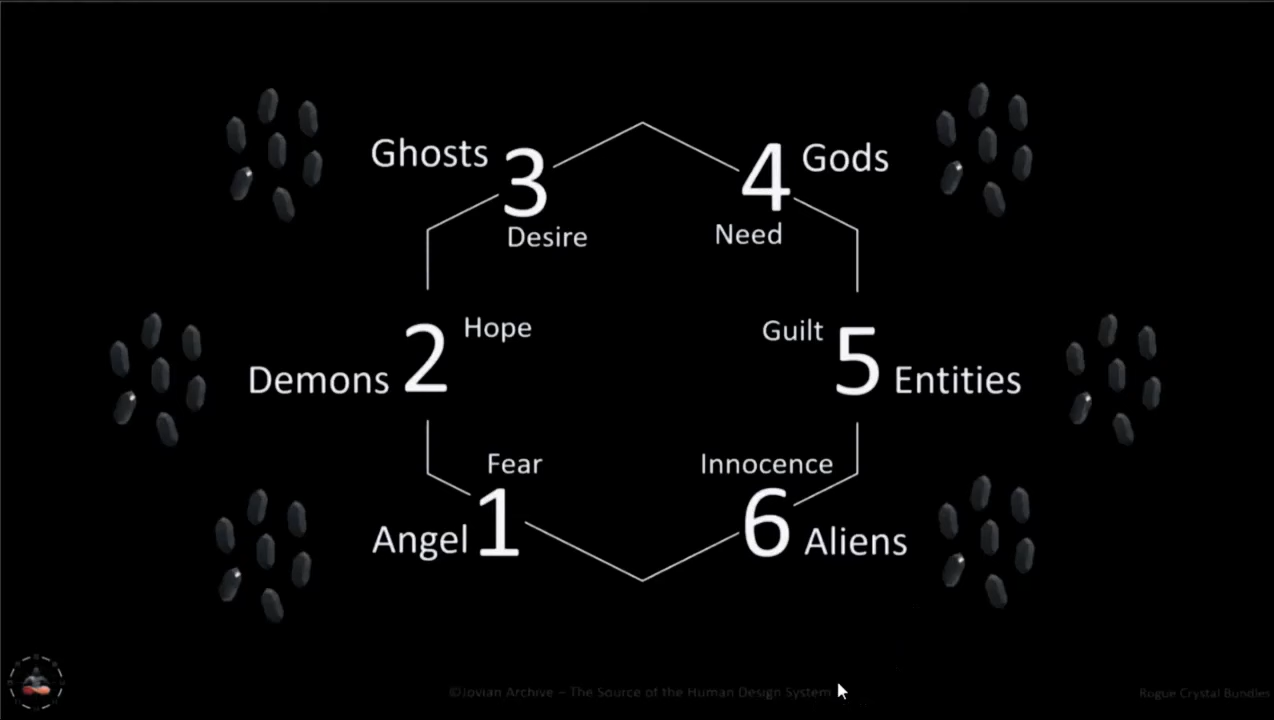 Ghosts 3 4 Gods
Desire Need
Hope Guilt
Demons 2 5 Entities
Fear Innocence
Angel 1 6 Aliens
©Jovian Archive – The Source of the Human Design System
Rogue Crystal Bundles